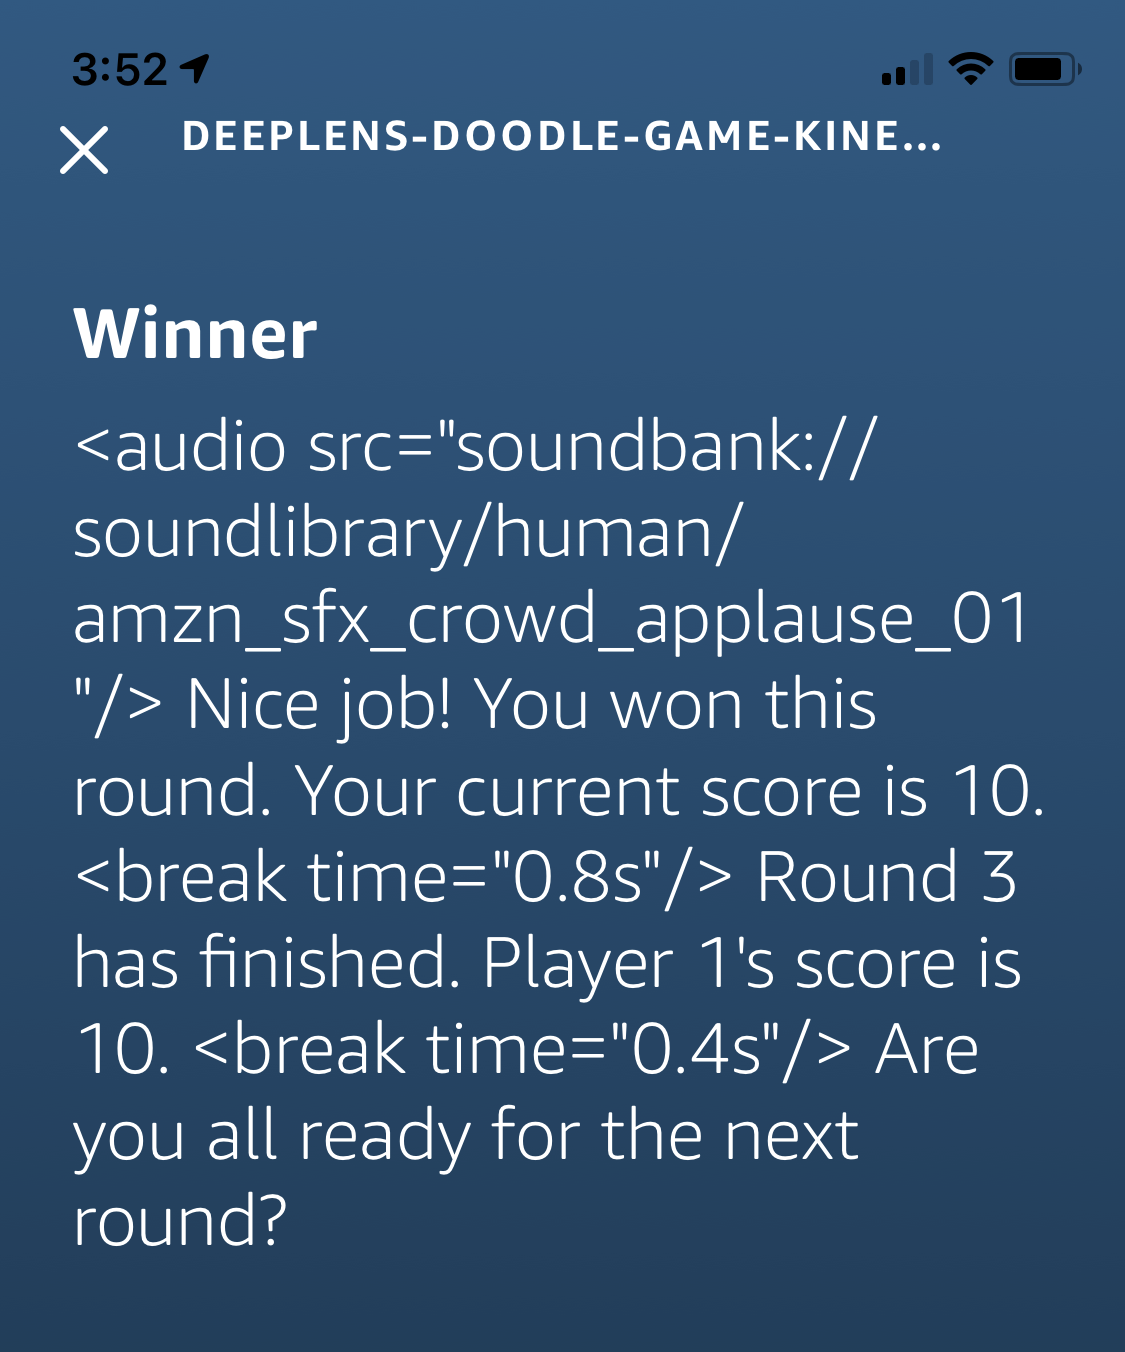 3:52
DEEPLENS-DOODLE-GAME-KINE...
Winner
<audio src="soundbank://
soundlibrary/human/
amzn_sfx_crowd_applause_01
"/> Nice job! You won this
round. Your current score is 10.
<break time="0.8s"/> Round 3
has finished. Player 1's score is
10. <break time="0.4s"/> Are
you all ready for the next
round?